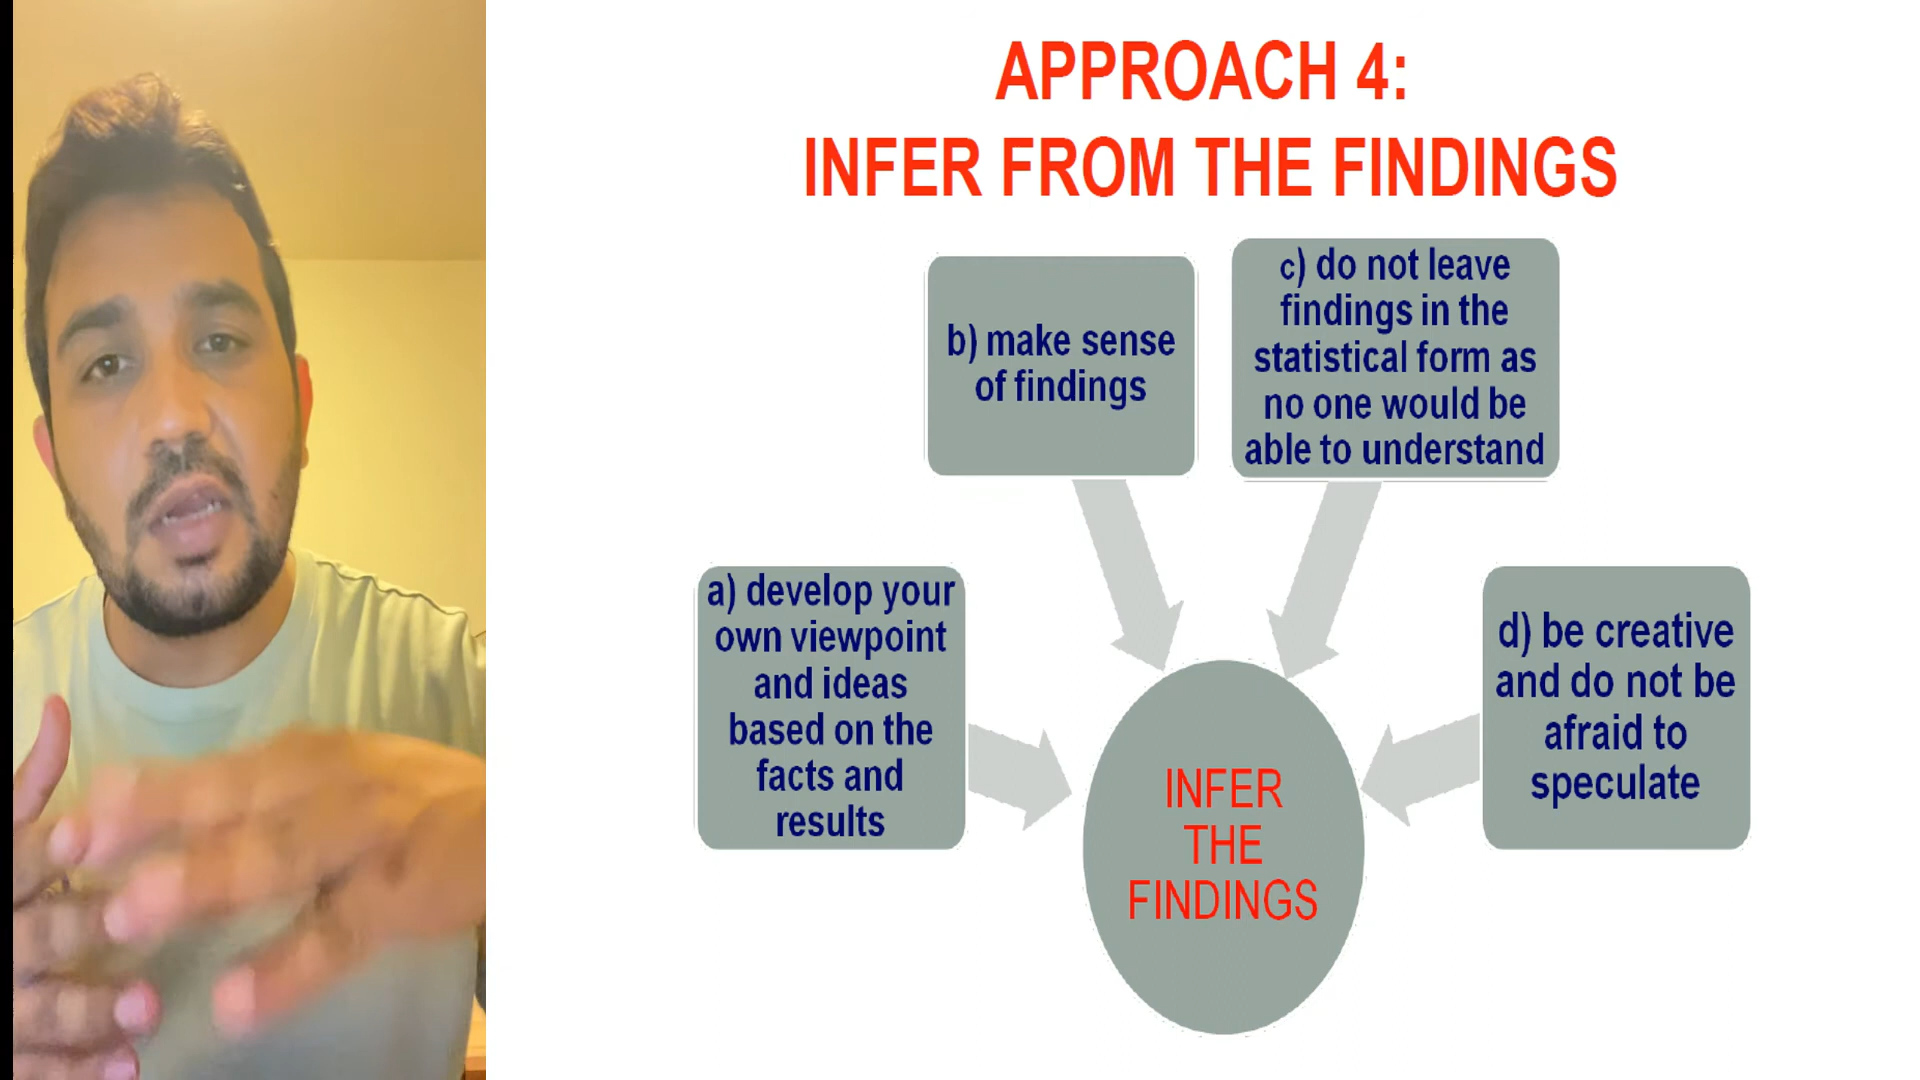 APPROACH 4:
INFER FROM THE FINDINGS
a) develop your
own viewpoint
and ideas
based on the
facts and
results
b) make sense
of findings
c) do not leave
findings in the
statistical form as
no one would be
able to understand
d) be creative
and do not be
afraid to
speculate
INFER
THE
FINDINGS